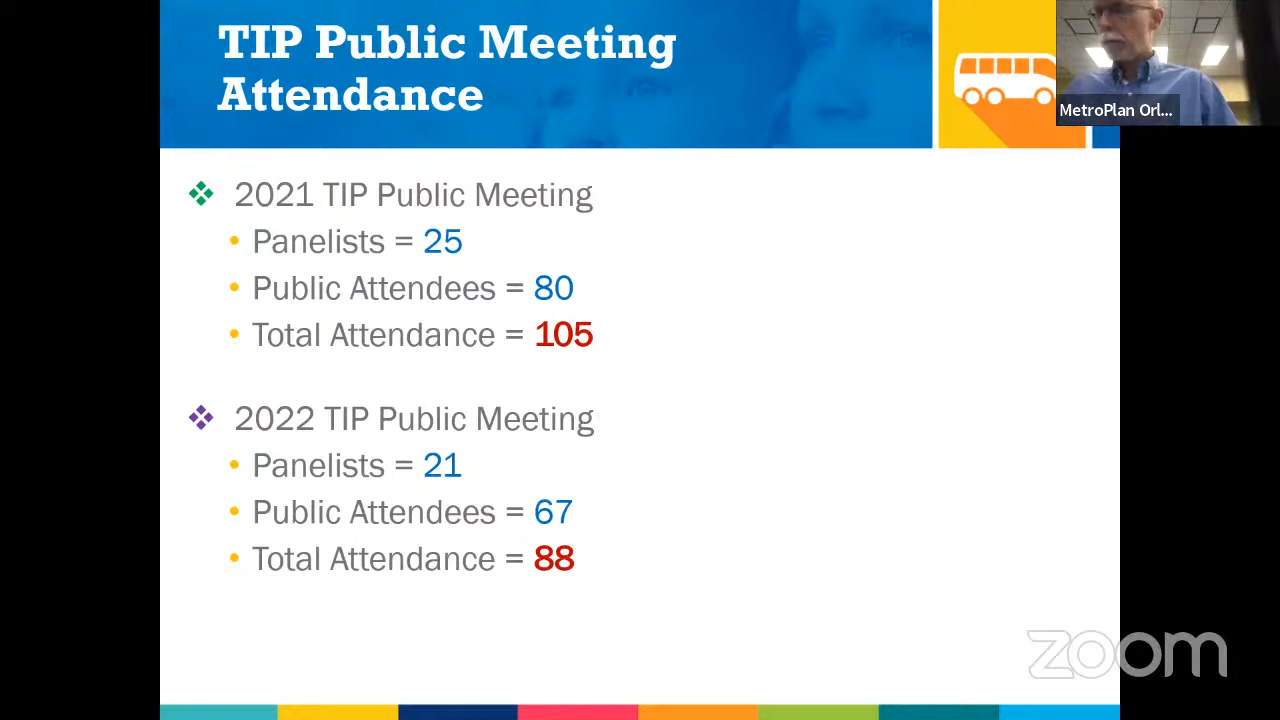 TIP Public Meeting
Attendance
MetroPlan Orl...
2021 TIP Public Meeting
Panelists = 25
Public Attendees = 80
Total Attendance = 105
2022 TIP Public Meeting
Panelists = 21
Public Attendees = 67
Total Attendance = 88
zoom